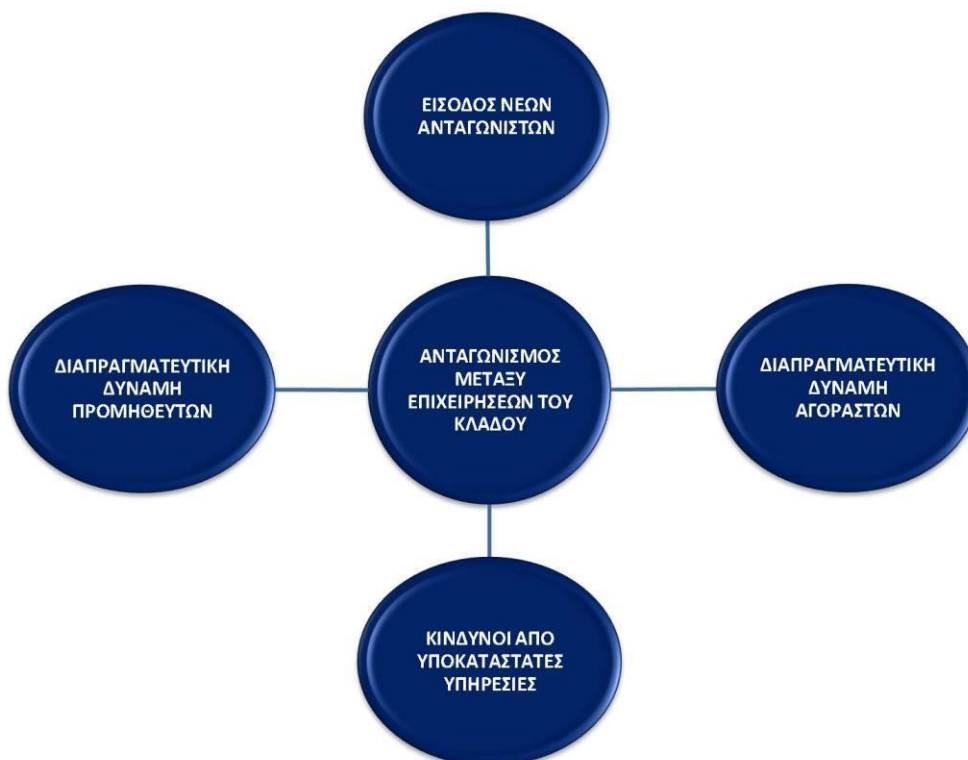 ΕΙΣΟΔΟΣ ΝΕΩΝ
ΑΝΤΑΓΩΝΙΣΤΩΝ
ΔΙΑΠΡΑΓΜΑΤΕΥΤΙΚΗ
ΔΥΝΑΜΗ
ΠΡΟΜΗΘΕΥΤΩΝ
ΑΝΤΑΓΩΝΙΣΜΟΣ
ΜΕΤΑΞΥ
ΕΠΙΧΕΙΡΗΣΕΩΝ ΤΟΥ
ΚΛΑΔΟΥ
ΔΙΑΠΡΑΓΜΑΤΕΥΤΙΚΗ
ΔΥΝΑΜΗ
ΑΓΟΡΑΣΤΩΝ
ΚΙΝΔΥΝΟΙ ΑΠΟ
ΥΠΟΚΑΤΑΣΤΑΤΕΣ
ΥΠΗΡΕΣΙΕΣ